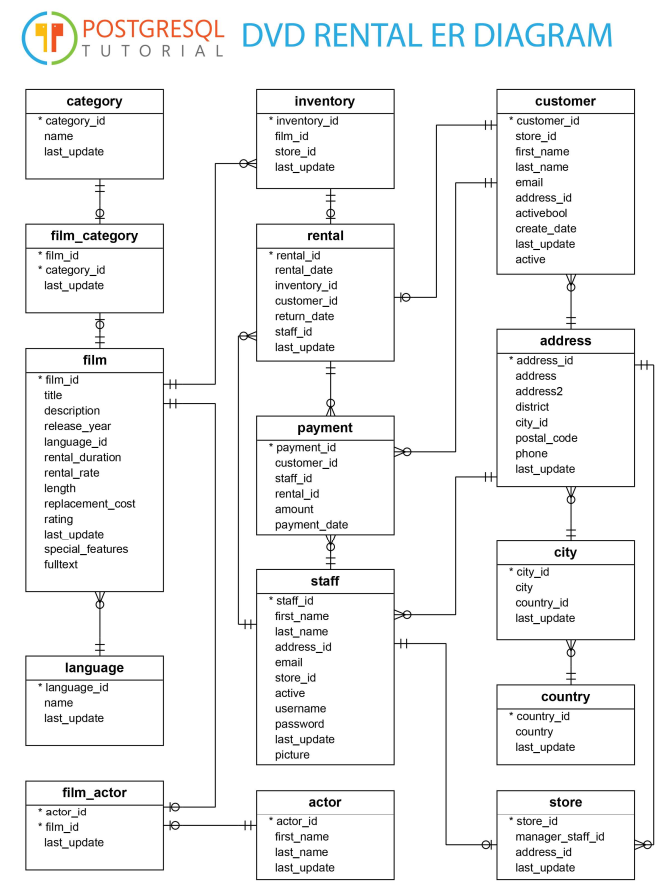 POSTGRESQL
TUTORIAL
DVD RENTAL ER DIAGRAM
category
* category_id
name
last_update
film_category
* film_id
* category_id
last_update
film
* film_id
title
description
release_year
language_id
rental_duration
rental_rate
length
replacement_cost
rating
last_update
special_features
fulltext
language
* language_id
name
last_update
film_actor
* actor_id
* film_id
last_update
inventory
* inventory_id
film_id
store_id
last_update
rental
* rental_id
rental_date
inventory_id
customer_id
return_date
staff_id
last_update
payment
* payment_id
customer_id
staff_id
rental_id
amount
payment_date
staff
* staff_id
first_name
last_name
address_id
email
store_id
active
username
password
last_update
picture
actor
* actor_id
first_name
last_name
last_update
customer
* customer_id
store_id
first_name
last_name
email
address_id
activebool
create_date
last_update
active
address
* address_id
address
address2
district
city_id
postal_code
phone
last_update
city
* city_id
city
country_id
last_update
country
* country_id
country
last_update
store
* store_id
manager_staff_id
address_id
last_update